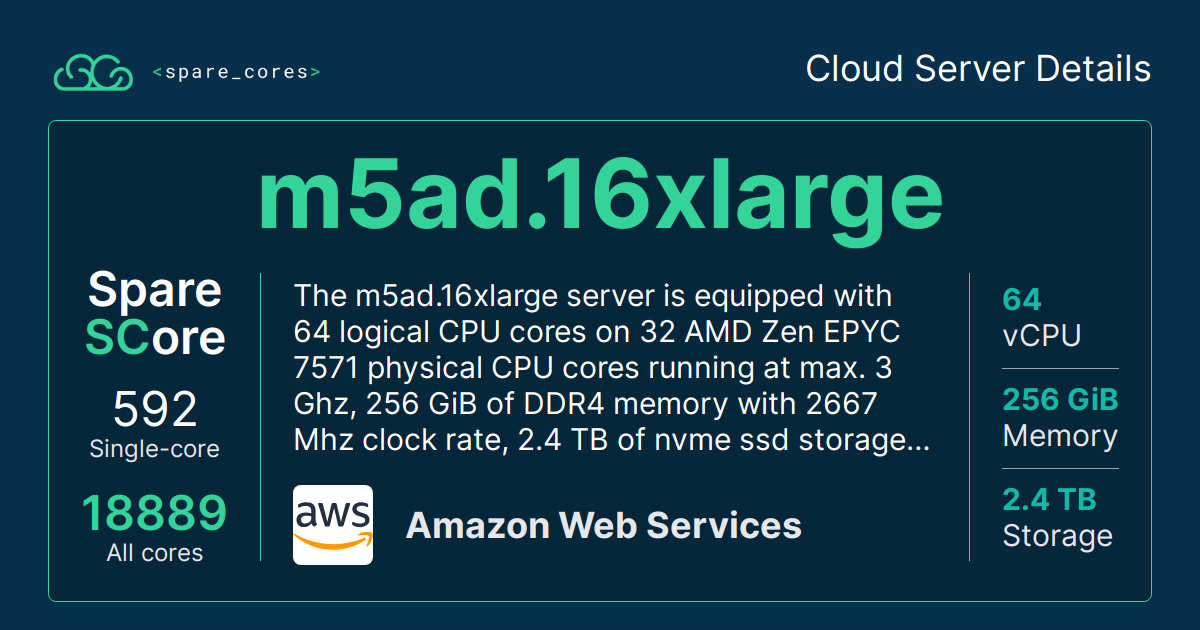 <spare_cores>
Cloud Server Details
m5ad.16xlarge
Spare
SCore
592
Single-core
18889
All cores
The m5ad.16xlarge server is equipped with
64 logical CPU cores on 32 AMD Zen EPYC
7571 physical CPU cores running at max. 3
Ghz, 256 GiB of DDR4 memory with 2667
Mhz clock rate, 2.4 TB of nvme ssd storage...
aws
Amazon Web Services
64
vCPU
256 GiB
Memory
2.4 TB
Storage